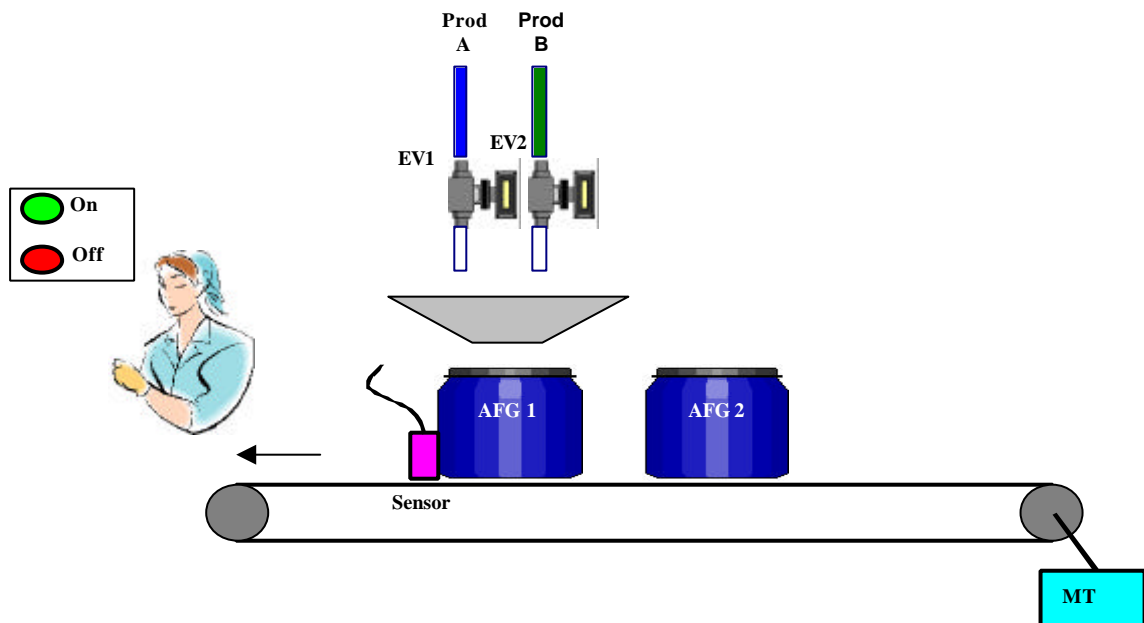 Prod
A
Prod
B
EV1
EV2
On
Off
AFG 1
AFG 2
Sensor
MT